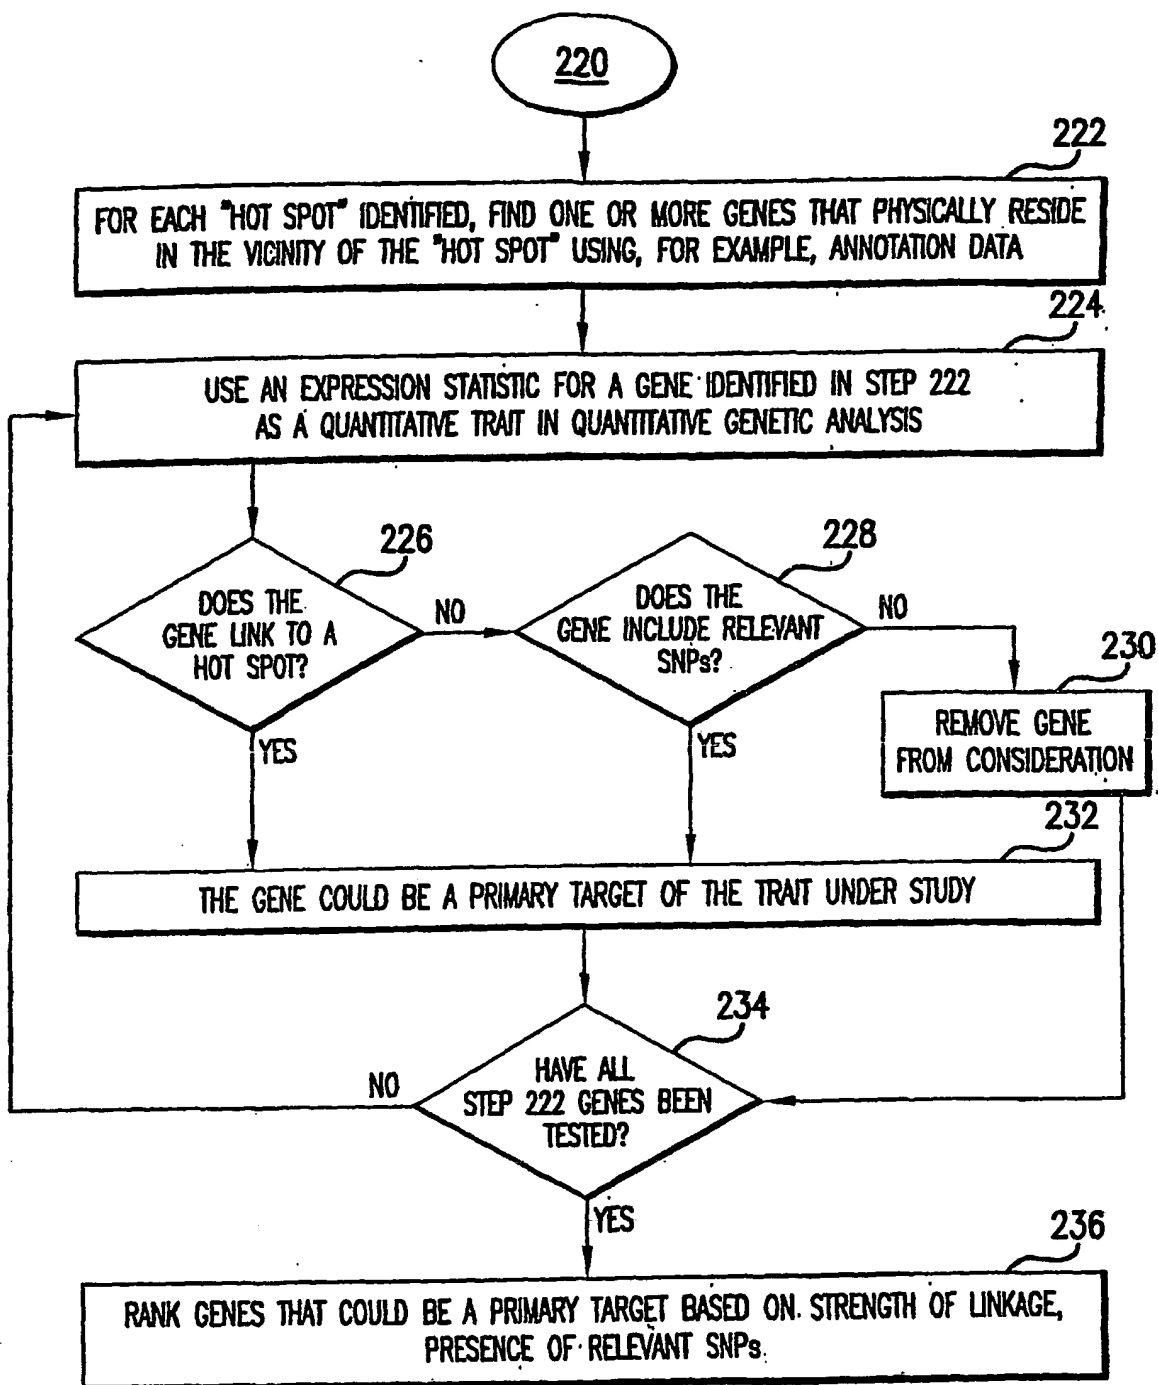 220
222
FOR EACH "HOT SPOT" IDENTIFIED, FIND ONE OR MORE GENES THAT PHYSICALLY RESIDE
IN THE VICINITY OF THE "HOT SPOT" USING, FOR EXAMPLE, ANNOTATION DATA
224
USE AN EXPRESSION STATISTIC FOR A GENE IDENTIFIED IN STEP 222
AS A QUANTITATIVE TRAIT IN QUANTITATIVE GENETIC ANALYSIS
226
DOES THE
GENE LINK TO A
HOT SPOT?
NO
YES
228
DOES THE
GENE INCLUDE RELEVANT
SNPs?
NO
YES
230
REMOVE GENE
FROM CONSIDERATION
232
THE GENE COULD BE A PRIMARY TARGET OF THE TRAIT UNDER STUDY
234
HAVE ALL
STEP 222 GENES BEEN
TESTED?
NO
YES
236
RANK GENES THAT COULD BE A PRIMARY TARGET BASED ON STRENGTH OF LINKAGE,
PRESENCE OF RELEVANT SNPs